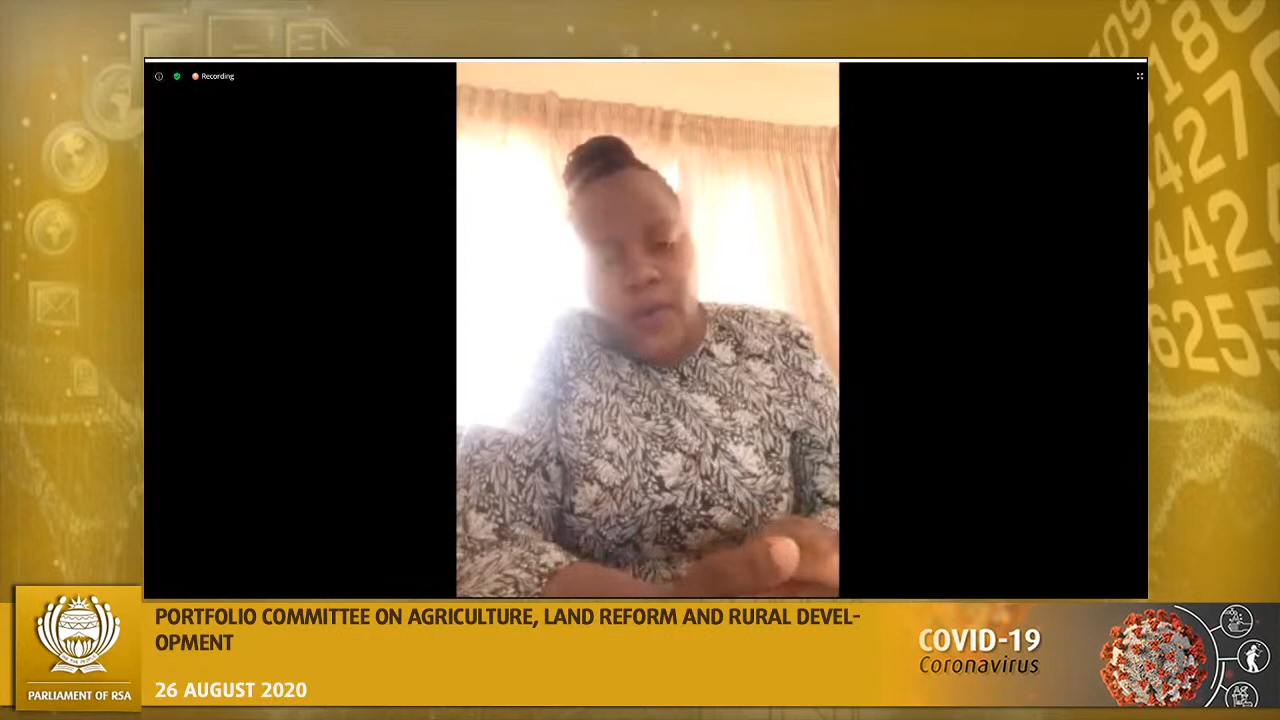 Recording
PORTFOLIO COMMITTEE ON AGRICULTURE, LAND REFORM AND RURAL DEVEL-
OPMENT
26 AUGUST 2020
PARLIAMENT OF RSA
COVID-19
Coronavirus
6255